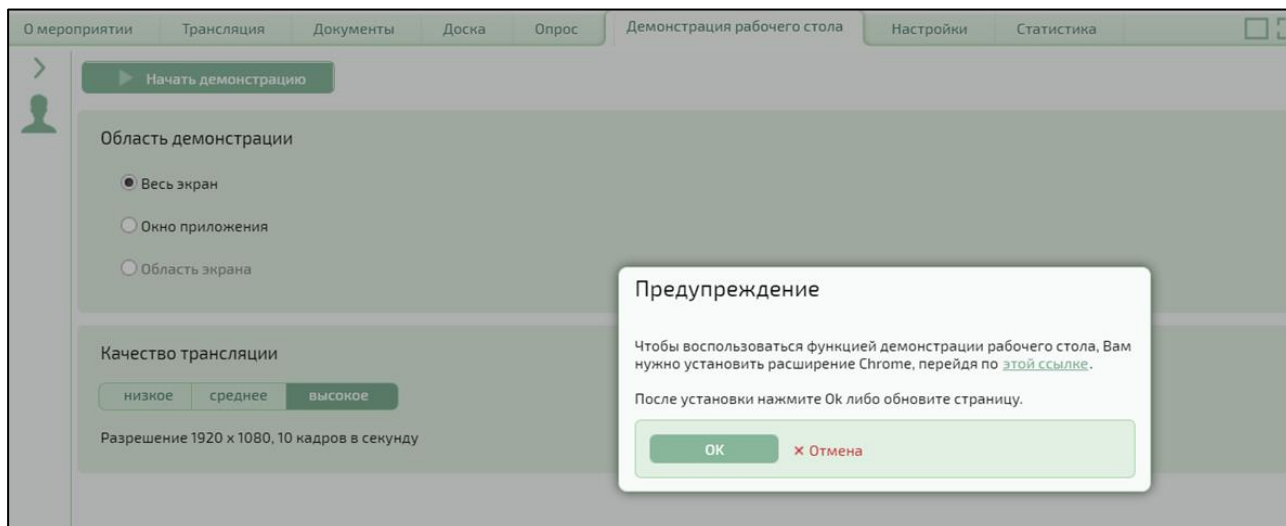 О мероприятии Трансляция Документы Доска Опрос Демонстрация рабочего стола Настройки Статистика
Начать демонстрацию
Область демонстрации
Весь экран
Окно приложения
Область экрана
Предупреждение
Чтобы воспользоваться функцией демонстрации рабочего стола, Вам
нужно установить расширение Chrome, перейдя по этой ссылке.
После установки нажмите Ok либо обновите страницу.
OK × Отмена
Качество трансляции
низкое среднее высокое
Разрешение 1920 x 1080, 10 кадров в секунду